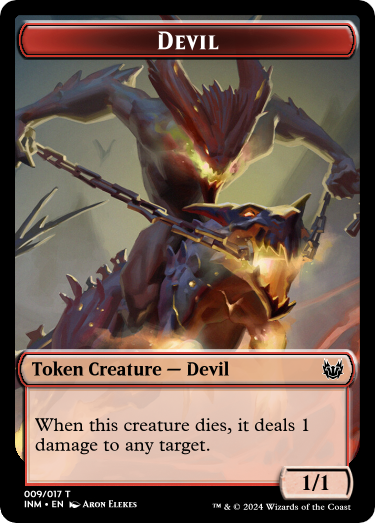 Devil
Token Creature — Devil
When this creature dies, it deals 1
damage to any target.
1/1
009/017 T
INM • EN Aron Elekes
™ & © 2024 Wizards of the Coast